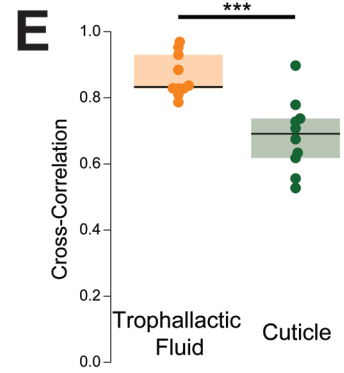 E
***
1.0
0.8
0.6
0.4
0.2
0.0
Cross-Correlation
Trophallactic
Fluid
Cuticle